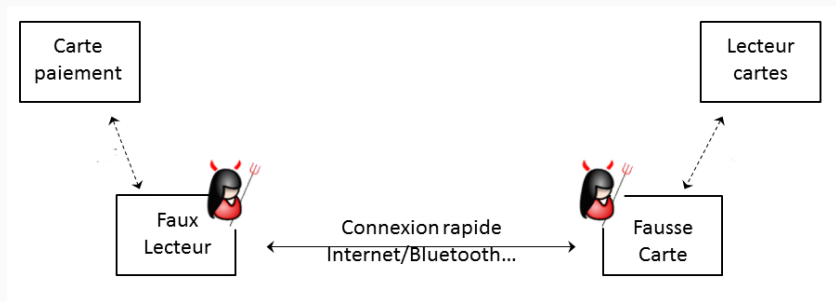 Carte
paiement
Lecteur
cartes
Faux
Lecteur
Connexion rapide
Internet/Bluetooth...
Fausse
Carte